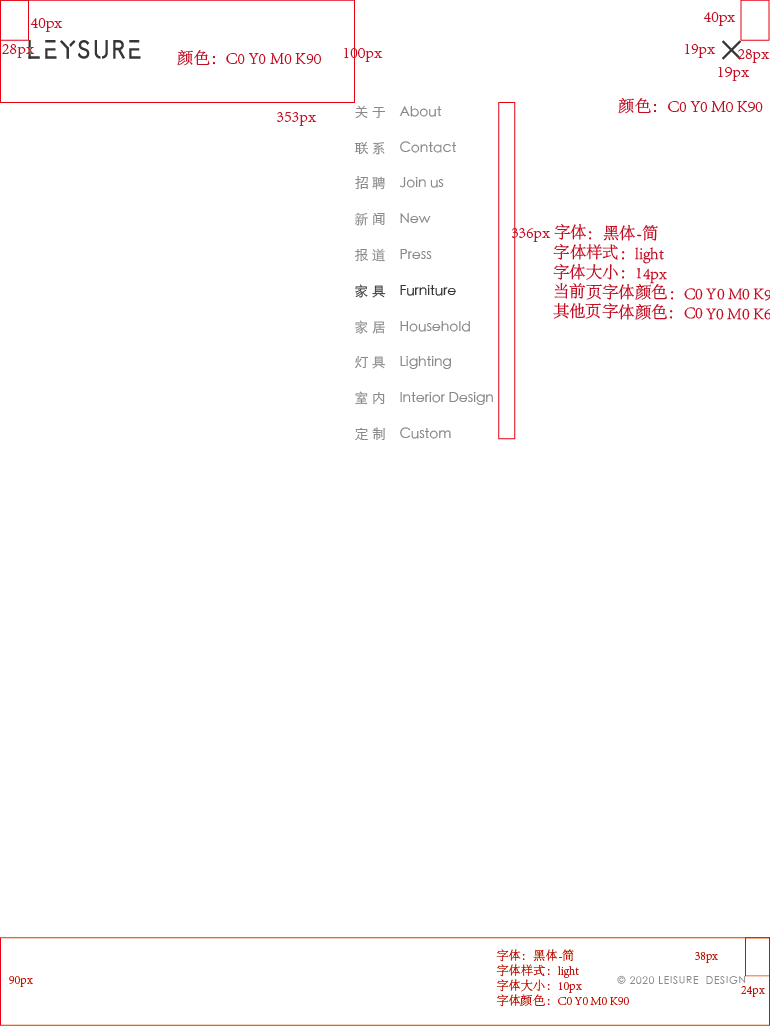 40px
28px
LEYSURE
颜色：C0 Y0 M0 K90
100px
353px
40px
19px
28px
19px
颜色：C0 Y0 M0 K90
关于 About
联系 Contact
招聘 Join us
新闻 New
报道 Press
家具 Furniture
家居 Household
灯具 Lighting
室内 Interior Design
定制 Custom
336px
字体：黑体-简
字体样式：light
字体大小：14px
当前页字体颜色：C0 Y0 M0 K9
其他页字体颜色：C0 Y0 M0 K6
90px
字体：黑体-简
字体样式：light
字体大小：10px
字体颜色：C0 Y0 M0 K90
38px
© 2020 LEISURE DESIGN
24px